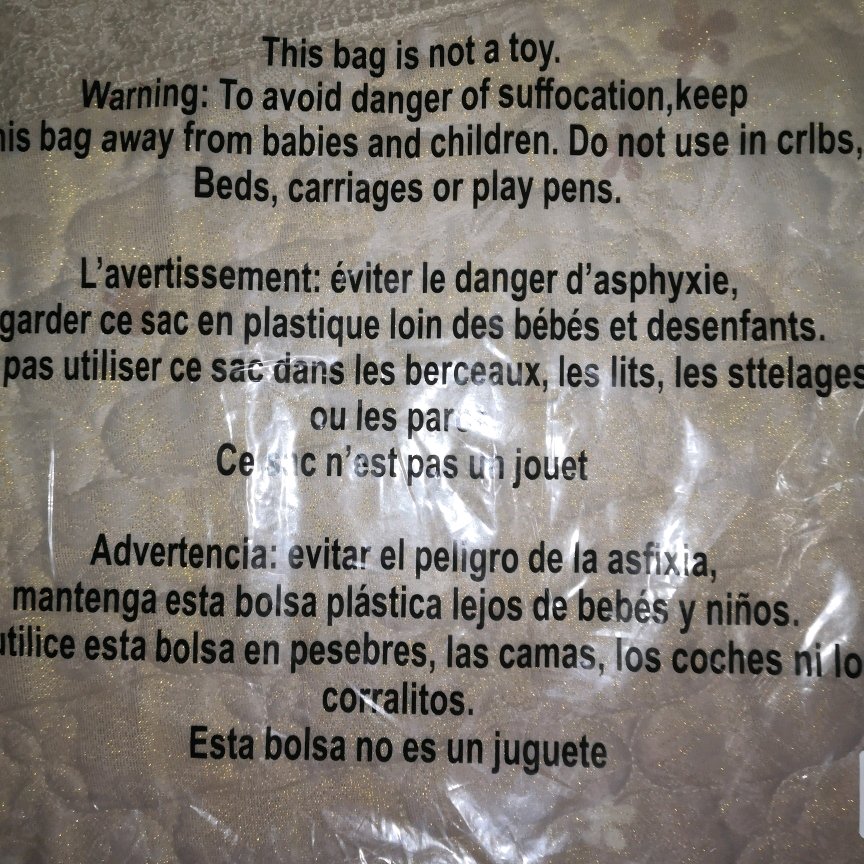 This bag is not a toy.
Warning: To avoid danger of suffocation,keep
bag away from babies and children. Do not use in crlbs,
Beds, carriages or play pens.
L'avertissement: éviter le danger d'asphyxie,
garder ce sac en plastique loin des bébés et desenfants.
pas utiliser ce sac dans les berceaux, les lits, les sttelages
ou les
Ce sac n'est pas un jouet
Advertencia: evitar el peligro de la asfixia,
mantenga esta bolsa plástica lejos de bebés y niños.
esta bolsa en pesebres, las camas, los coches ni
corralitos.
Esta bolsa no es un juguete